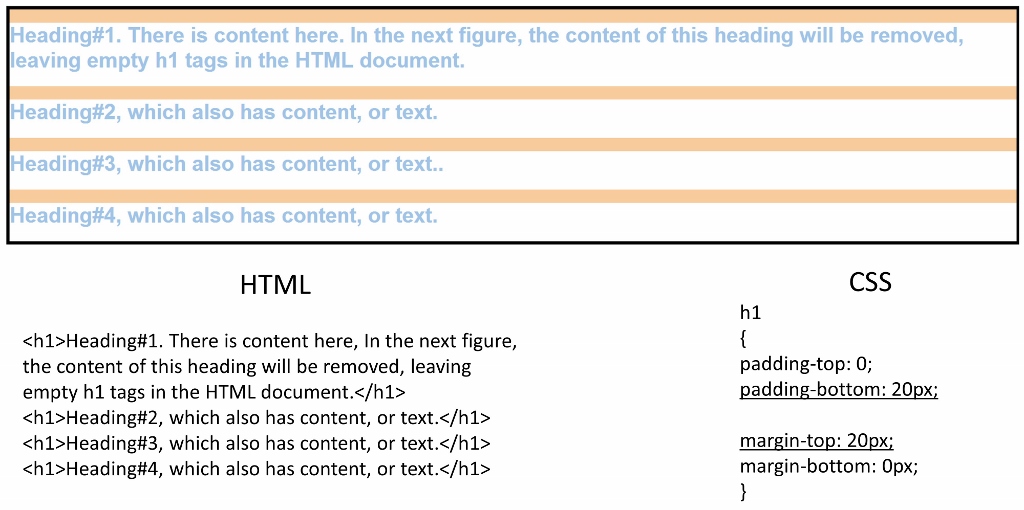 Heading#1. There is content here. In the next figure, the content of this heading will be removed,
leaving empty h1 tags in the HTML document.
Heading#2, which also has content, or text.
Heading#3, which also has content, or text..
Heading#4, which also has content, or text.
HTML
<h1>Heading#1. There is content here, In the next figure,
the content of this heading will be removed, leaving
empty h1 tags in the HTML document.</h1>
<h1>Heading#2, which also has content, or text.</h1>
<h1>Heading#3, which also has content, or text.</h1>
<h1>Heading#4, which also has content, or text.</h1>
CSS
h1
{
padding-top: 0;
padding-bottom: 20px;
margin-top: 20px;
margin-bottom: 0px;
}